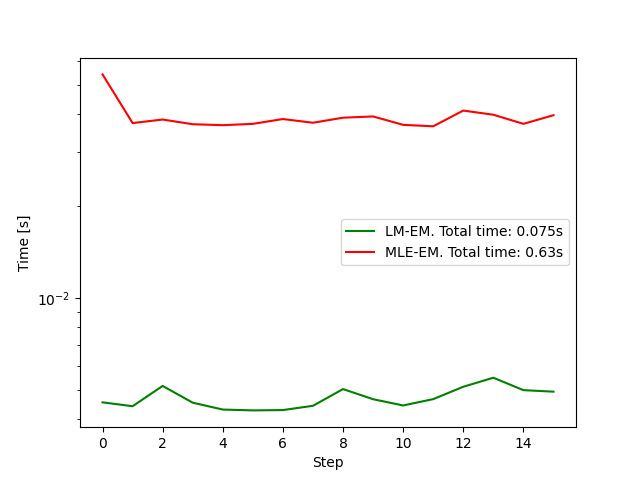 Time [s]
10⁻²
LM-EM. Total time: 0.075s
MLE-EM. Total time: 0.63s
0 2 4 6 8 10 12 14
Step